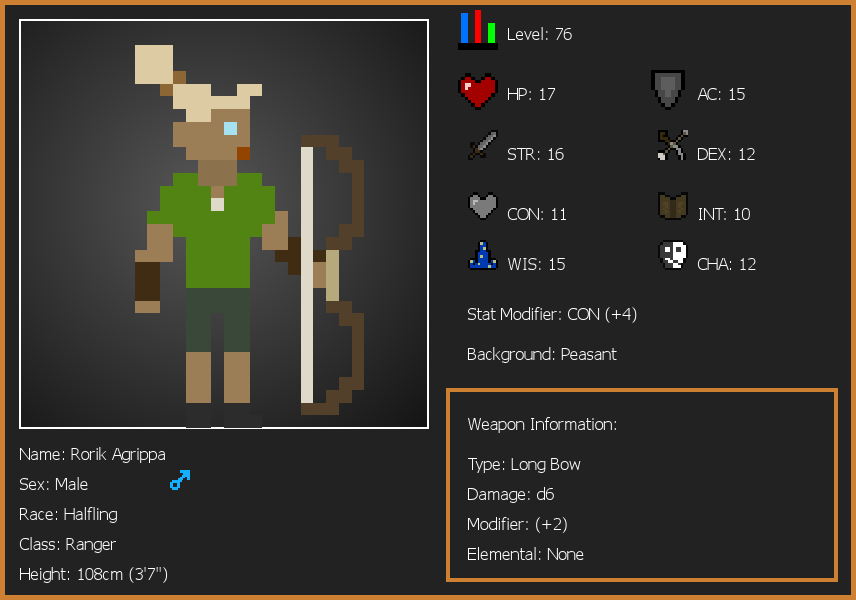 Level: 76
HP: 17
AC: 15
STR: 16
DEX: 12
CON: 11
INT: 10
WIS: 15
CHA: 12
Stat Modifier: CON (+4)
Background: Peasant
Weapon Information:
Type: Long Bow
Damage: d6
Modifier: (+2)
Elemental: None
Name: Rorik Agrippa
Sex: Male
Race: Halfling
Class: Ranger
Height: 108cm (3'7")